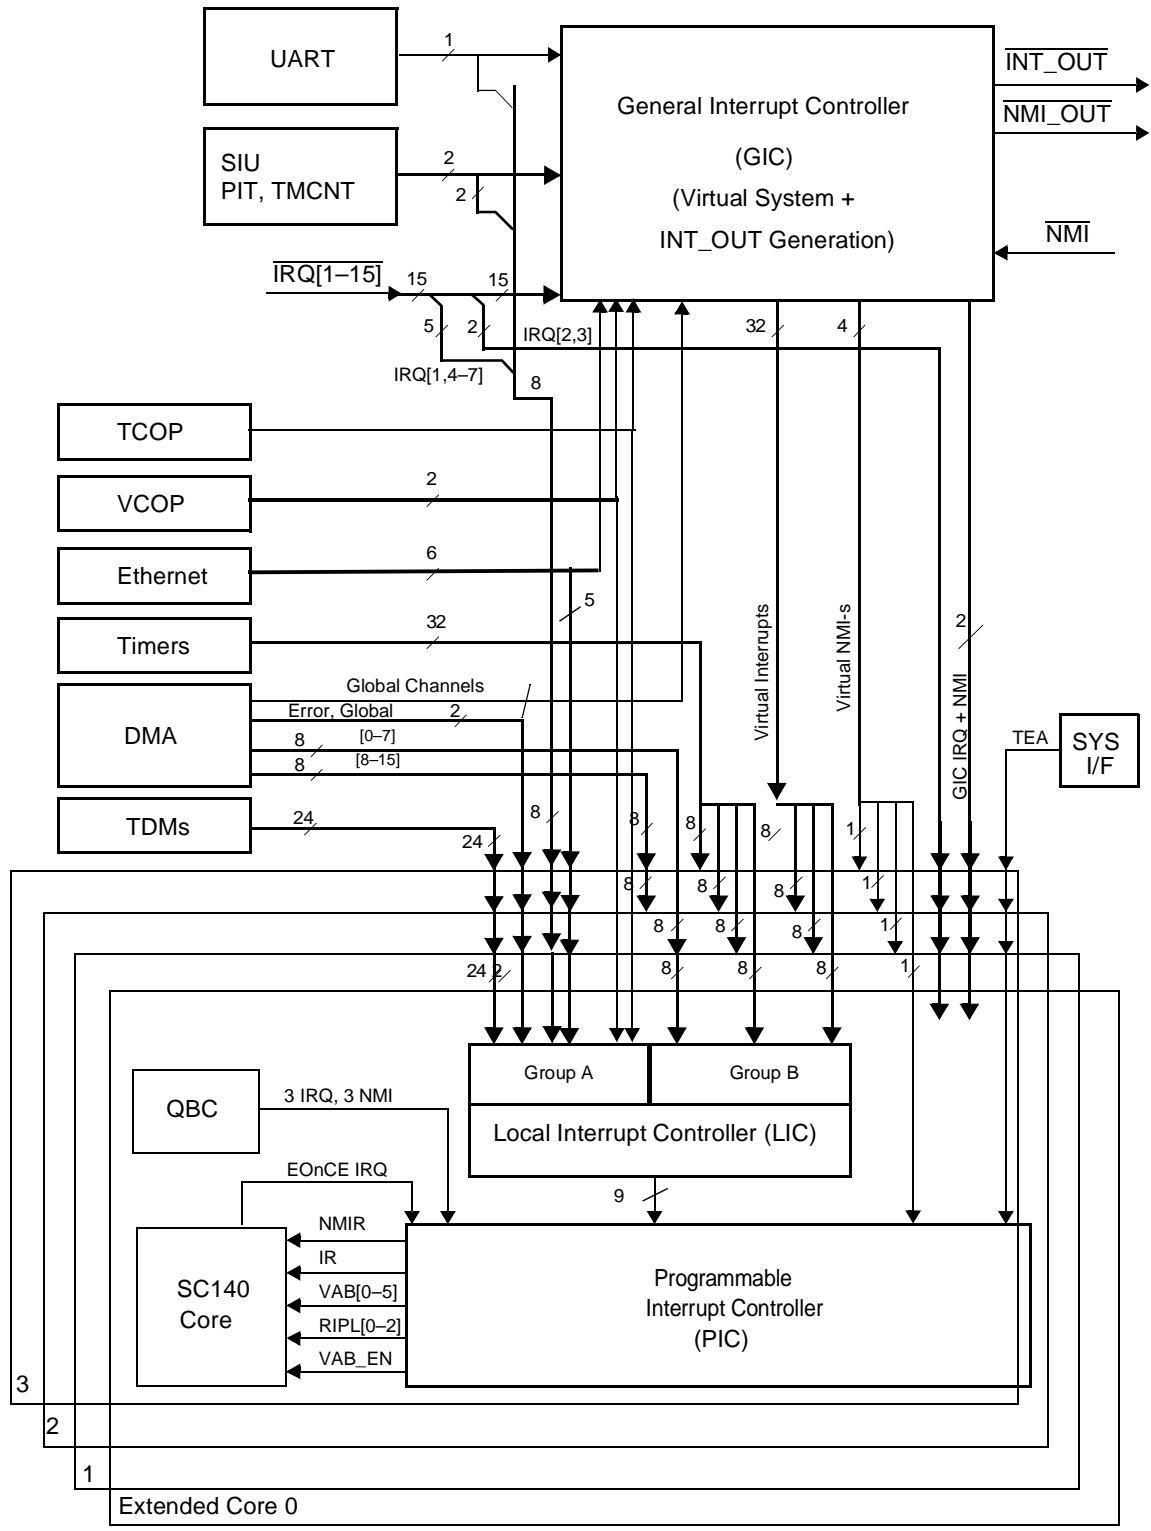 UART
1
General Interrupt Controller
(GIC)
(Virtual System +
INT_OUT Generation)
INT_OUT
NMI_OUT
NMI
SIU
PIT, TMCNT
2
2
IRQ[1–15]
15
15
5
2
IRQ[2,3]
32
4
IRQ[1,4–7]
8
TCOP
VCOP
2
Ethernet
6
5
Timers
32
Virtual Interrupts
Virtual NMI-s
2
GIC IRQ + NMI
DMA
Global Channels
Error, Global
2
8
[0–7]
8
[8–15]
TEA
SYS
I/F
TDMs
24
24
8
8
8
8
1
8
8
8
1
8
8
8
1
24
2
8
8
8
1
Group A
Group B
Local Interrupt Controller (LIC)
QBC
3 IRQ, 3 NMI
EOnCE IRQ
9
SC140
Core
NMIR
IR
VAB[0–5]
RIPL[0–2]
VAB_EN
Programmable
Interrupt Controller
(PIC)
3
2
1
Extended Core 0